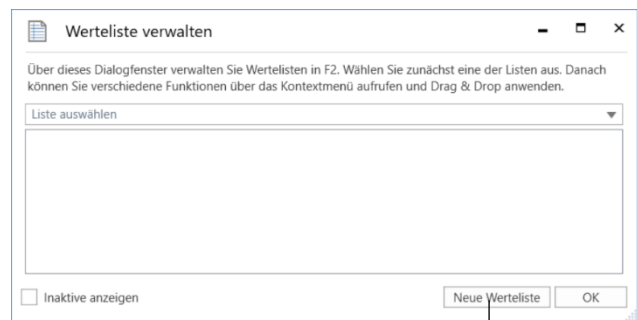 Werteliste verwalten
Über dieses Dialogfenster verwalten Sie Wertelisten in F2. Wählen Sie zunächst eine der Listen aus. Danach
können Sie verschiedene Funktionen über das Kontextmenü aufrufen und Drag & Drop anwenden.
Liste auswählen
Inaktive anzeigen
Neue Werteliste
OK